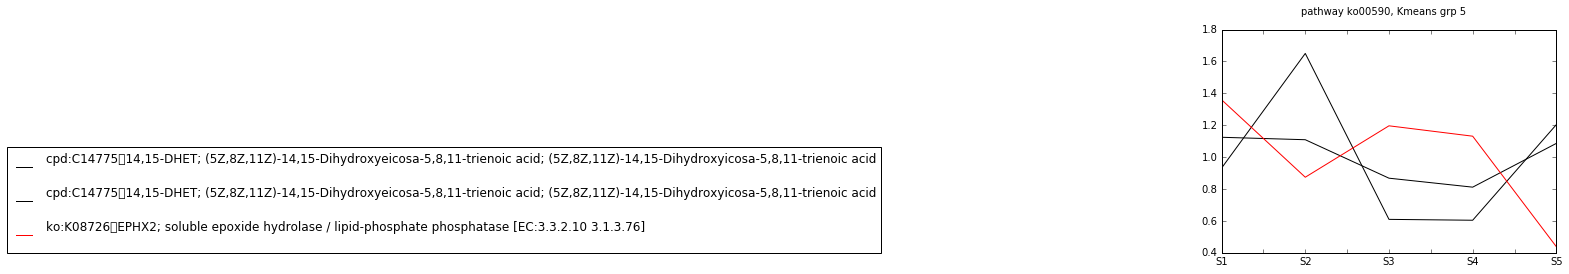 pathway ko00590, Kmeans grp 5
1.8
1.6
1.4
1.2
1.0
0.8
0.6
0.4
S1 S2 S3 S4 S5
cpd:C14775▯14,15-DHET; (5Z,8Z,11Z)-14,15-Dihydroxyeicosa-5,8,11-trienoic acid; (5Z,8Z,11Z)-14,15-Dihydroxyicosa-5,8,11-trienoic acid
cpd:C14775▯14,15-DHET; (5Z,8Z,11Z)-14,15-Dihydroxyeicosa-5,8,11-trienoic acid; (5Z,8Z,11Z)-14,15-Dihydroxyicosa-5,8,11-trienoic acid
ko:K08726▯EPHX2; soluble epoxide hydrolase / lipid-phosphate phosphatase [EC:3.3.2.10 3.1.3.76]